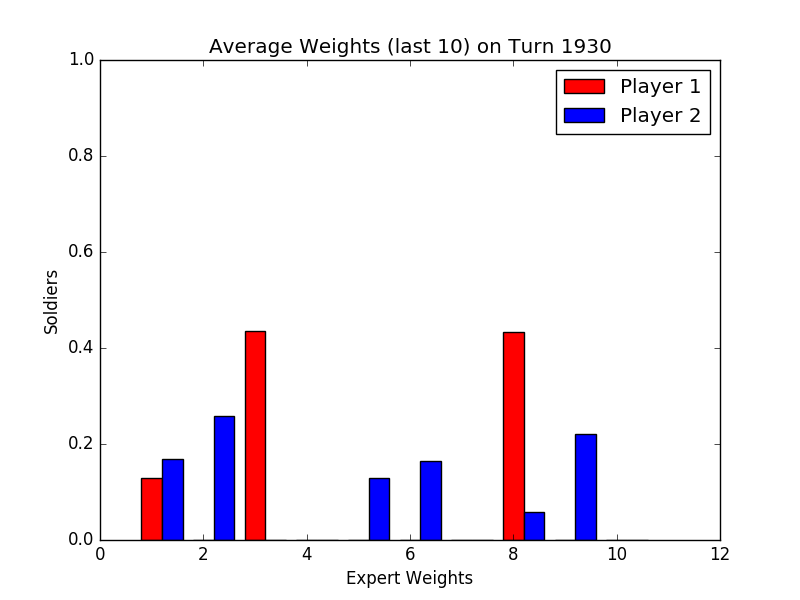 Average Weights (last 10) on Turn 1930
1.0
0.8
0.6
0.4
0.2
0.0
Soldiers
Player 1
Player 2
0 2 4 6 8 10 12
Expert Weights